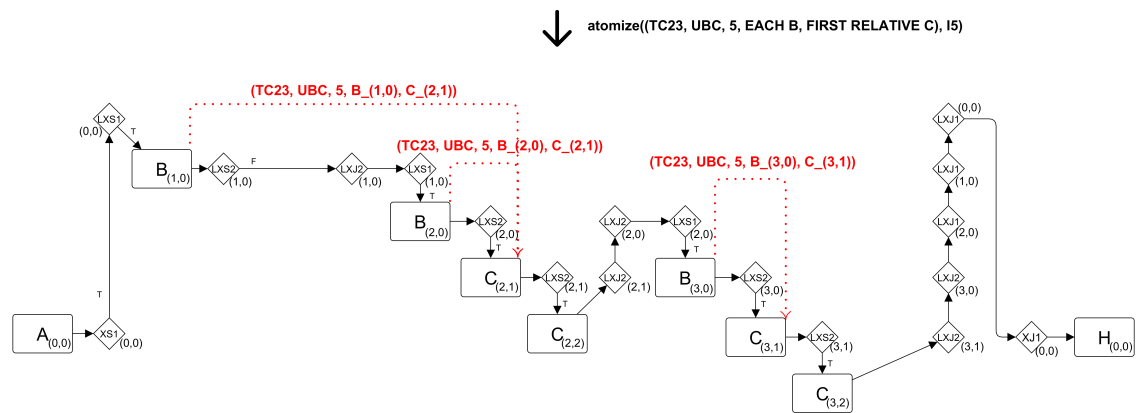 atomize((TC23, UBC, 5, EACH B, FIRST RELATIVE C), I5)
(TC23, UBC, 5, B_(1,0), C_(2,1))
(TC23, UBC, 5, B_(2,0), C_(2,1))
(TC23, UBC, 5, B_(3,0), C_(3,1))
LXS1
(0,0)
T
B(1,0)
LXS2
(1,0)
F
LXJ2
(1,0)
LXS1
(1,0)
T
B(2,0)
LXS2
(2,0)
T
C(2,1)
LXS2
(2,1)
T
C(2,2)
LXJ2
(2,1)
LXJ2
(2,0)
LXS1
(2,0)
T
B(3,0)
LXS2
(3,0)
T
C(3,1)
LXS2
(3,1)
T
C(3,2)
LXJ2
(3,1)
LXJ2
(3,0)
LXJ1
(2,0)
LXJ1
(1,0)
LXJ1
(0,0)
T
A(0,0)
XS1
(0,0)
XJ1
(0,0)
H(0,0)